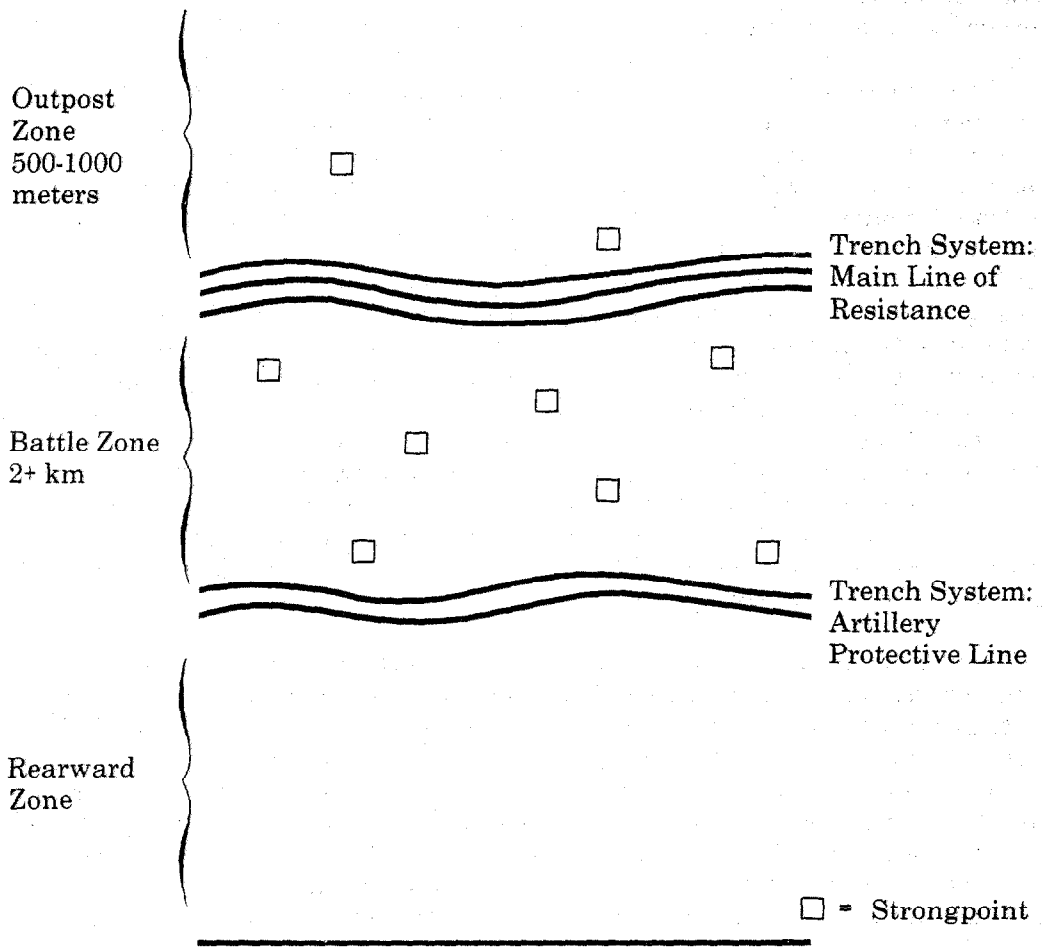 Outpost
Zone
500-1000
meters
Trench System:
Main Line of
Resistance
Battle Zone
2+ km
Trench System:
Artillery
Protective Line
Rearward
Zone
= Strongpoint